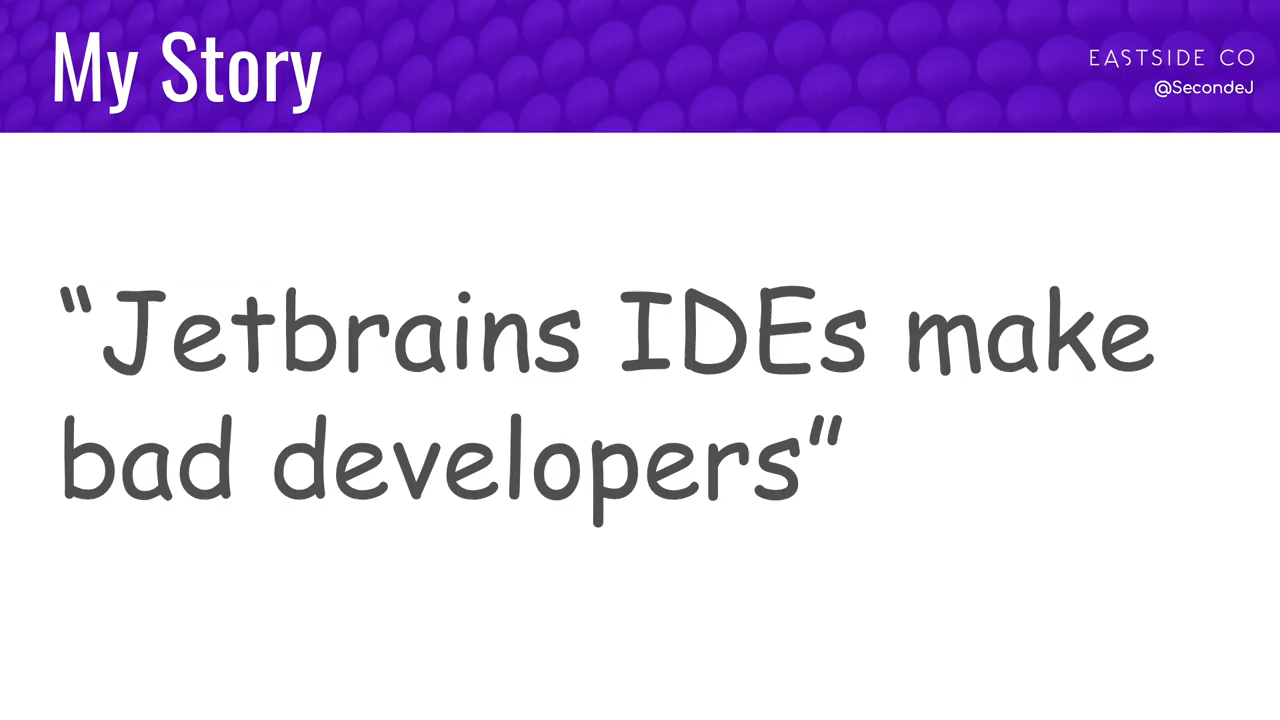 My Story
EASTSIDE CO
@SecondeJ
“Jetbrains IDEs make
bad developers”